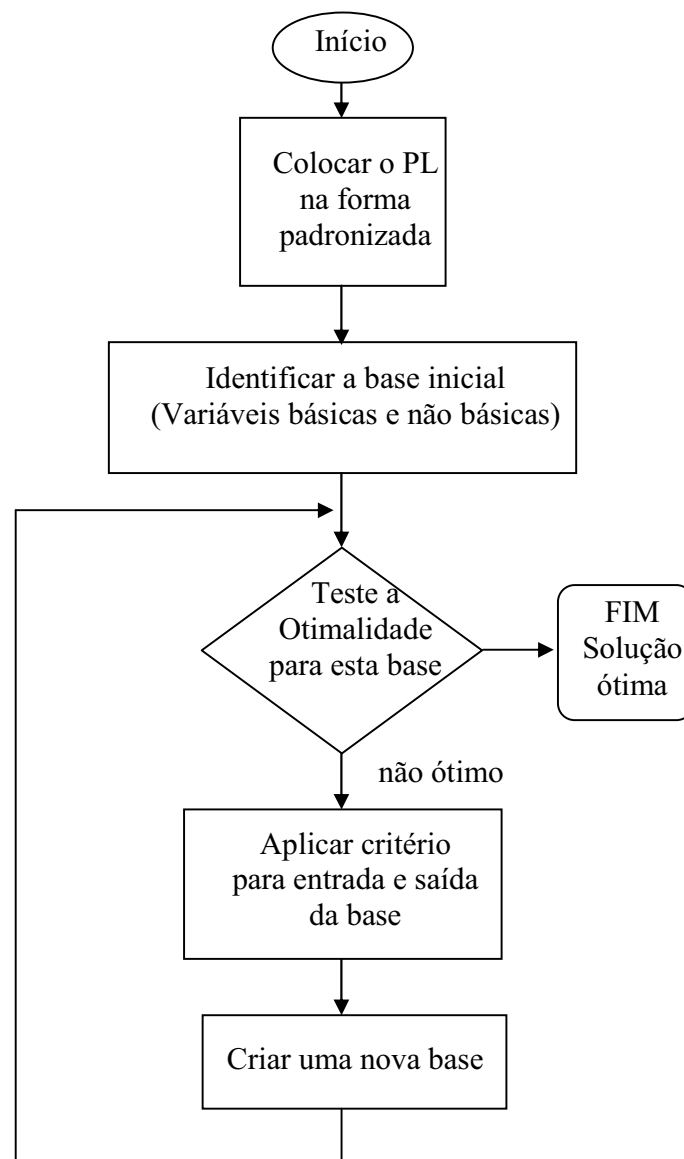 Início
Colocar o PL
na forma
padronizada
Identificar a base inicial
(Variáveis básicas e não básicas)
Teste a
Otimalidade
para esta base
FIM
Solução
ótima
não ótimo
Aplicar critério
para entrada e saída
da base
Criar uma nova base